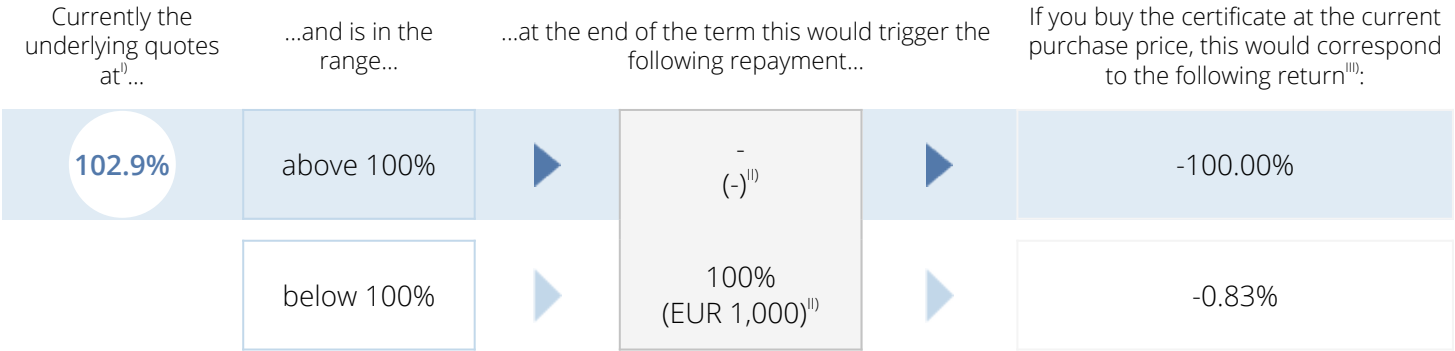 Currently the
underlying quotes
at^I)...
...and is in the
range...
...at the end of the term this would trigger the
following repayment...
If you buy the certificate at the current
purchase price, this would correspond
to the following return^III):
102.9%
above 100%
-
(-)^II)
-100.00%
below 100%
100%
(EUR 1,000)^II)
-0.83%